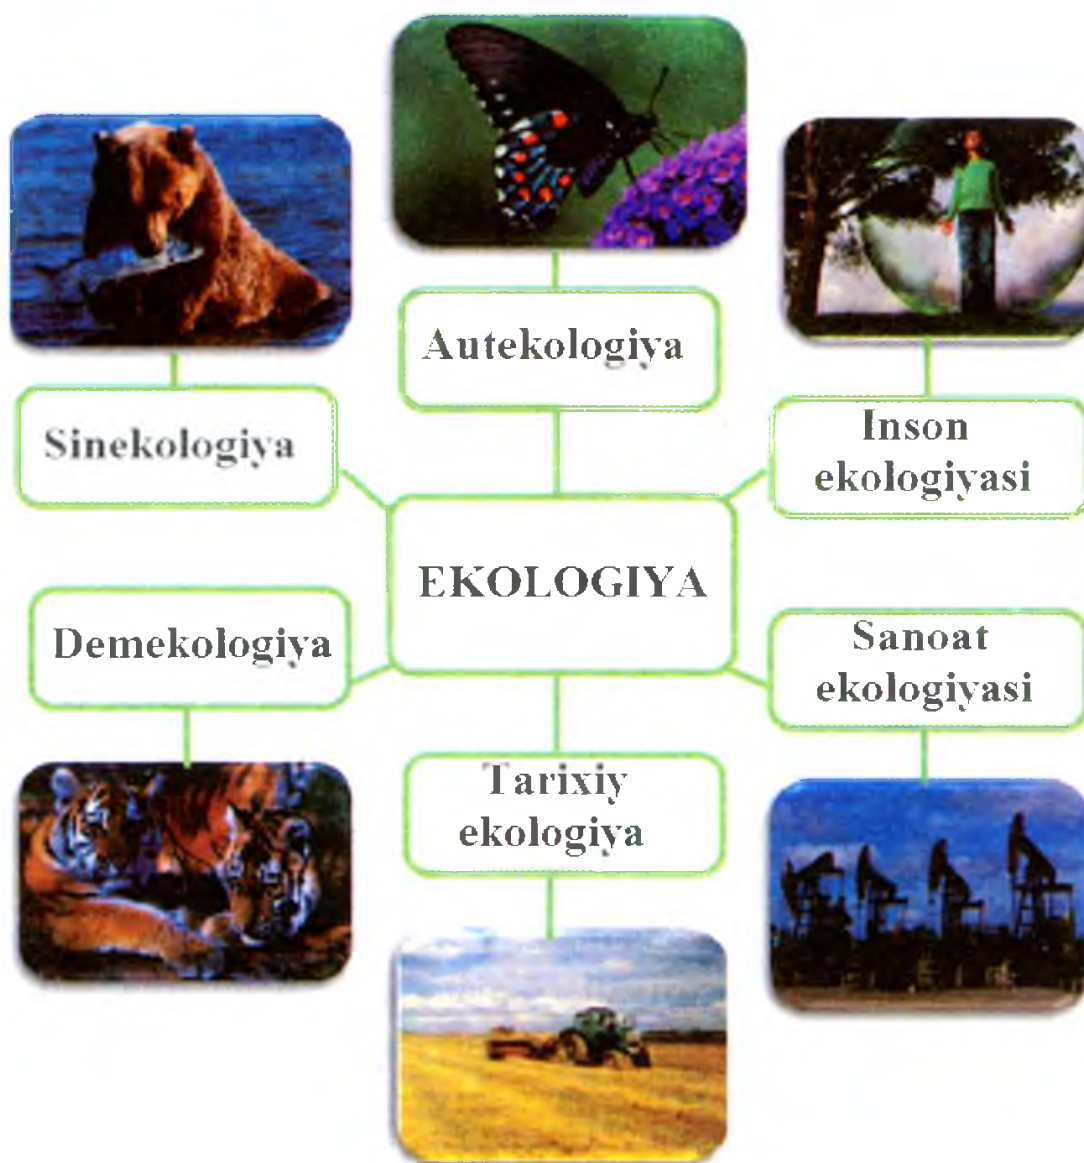 Autekologiya
Sinekologiya
Inson
ekologiyasi
EKOLOGIYA
Demekologiya
Sanoat
ekologiyasi
Tarixiy
ekologiya